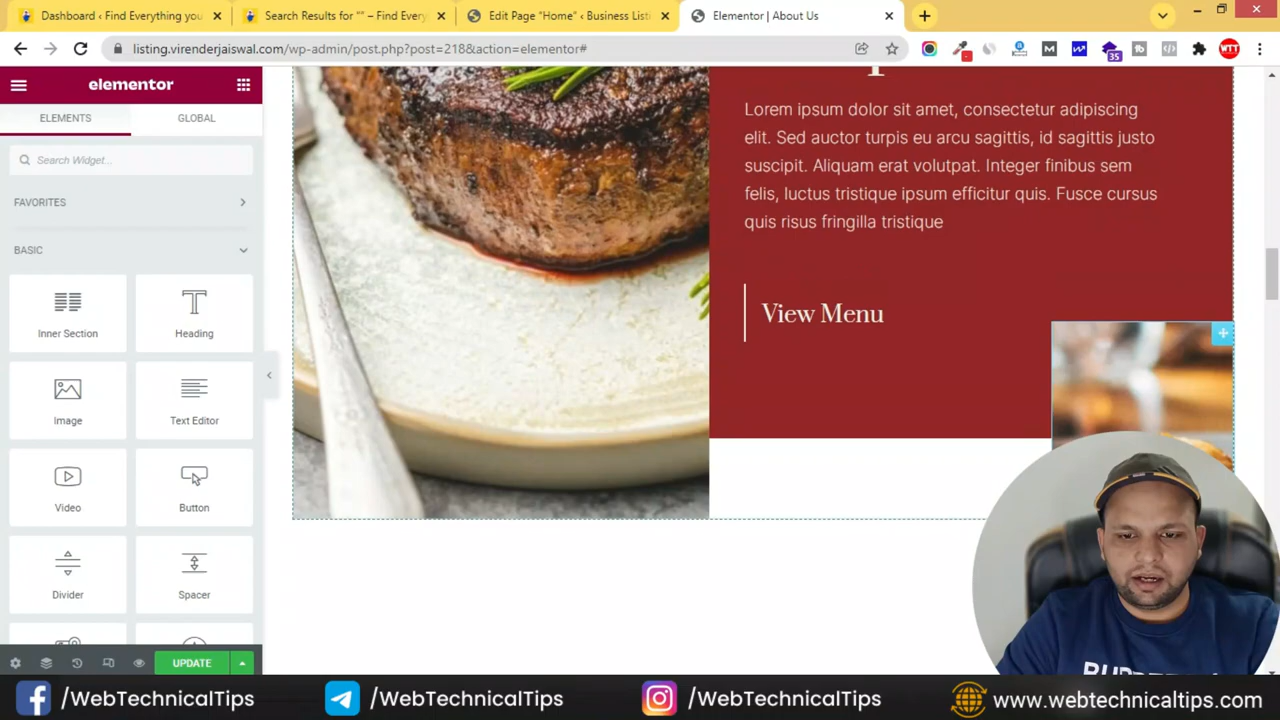 Dashboard ‹ Find Everything you
Search Results for "" – Find Every
Edit Page "Home" ‹ Business Listi
Elementor | About Us
listing.virenderjaiswal.com/wp-admin/post.php?post=218&action=elementor#
35
WTT
elementor
ELEMENTS
GLOBAL
Search Widget...
FAVORITES
BASIC
Inner Section
Heading
Image
Text Editor
Video
Button
Divider
Spacer
UPDATE
Lorem ipsum dolor sit amet, consectetur adipiscing
elit. Sed auctor turpis eu arcu sagittis, id sagittis justo
suscipit. Aliquam erat volutpat. Integer finibus sem
felis, luctus tristique ipsum efficitur quis. Fusce cursus
quis risus fringilla tristique
View Menu
/WebTechnicalTips
/WebTechnicalTips
/WebTechnicalTips
www.webtechnicaltips.com